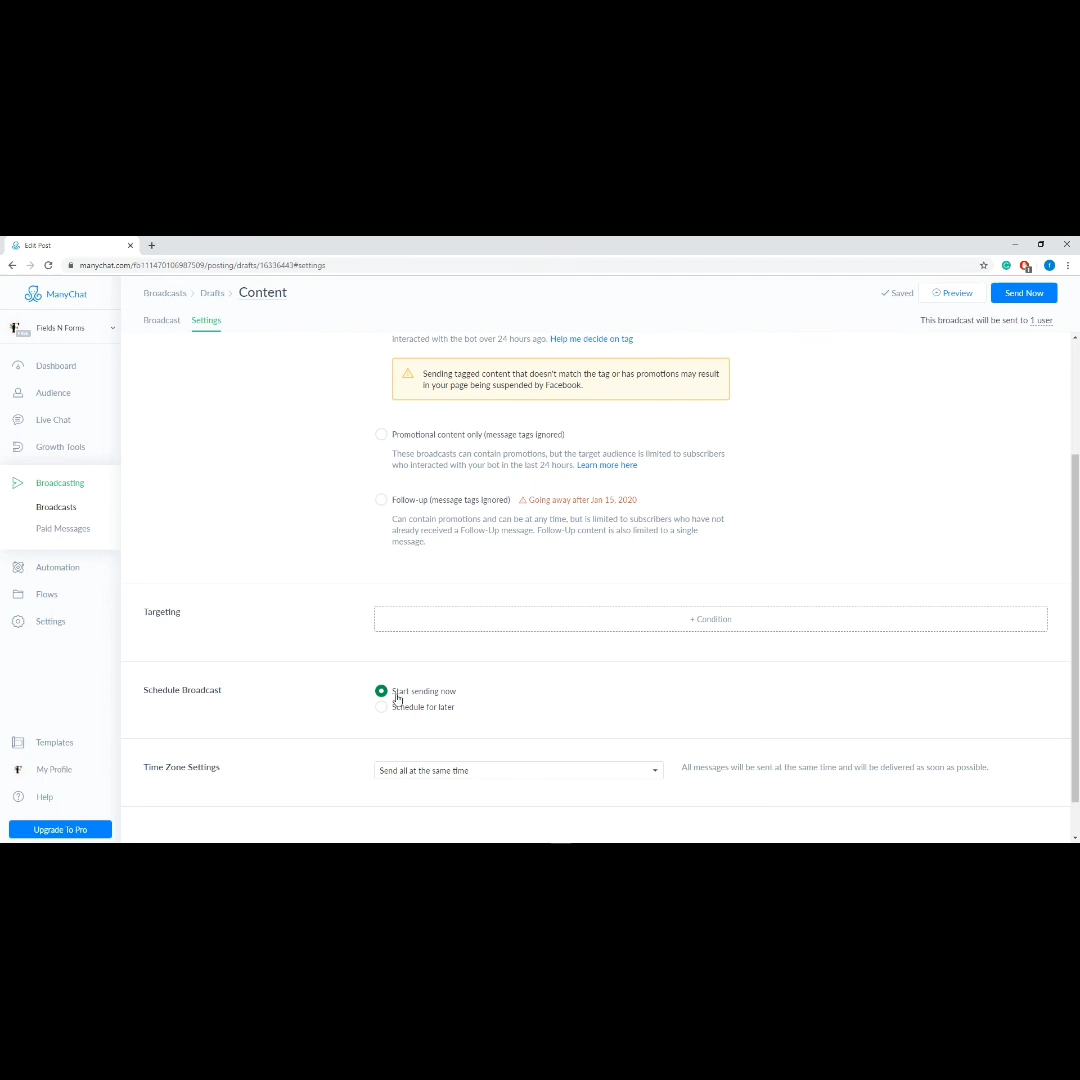 Edit Post
manychat.com/fb111470106987509/posting/drafts/16336443#settings
ManyChat
Broadcasts > Drafts > Content
Saved
Preview
Send Now
Fields N Forms
FREE
Broadcast
Settings
This broadcast will be sent to 1 user
Dashboard
Audience
Live Chat
Growth Tools
Broadcasting
Broadcasts
Paid Messages
Automation
Flows
Settings
Templates
My Profile
Help
Upgrade To Pro
interacted with the bot over 24 hours ago. Help me decide on tag
Sending tagged content that doesn't match the tag or has promotions may result
in your page being suspended by Facebook.
Promotional content only (message tags ignored)
These broadcasts can contain promotions, but the target audience is limited to subscribers
who interacted with your bot in the last 24 hours. Learn more here
Follow-up (message tags ignored) Going away after Jan 15, 2020
Can contain promotions and can be at any time, but is limited to subscribers who have not
already received a Follow-Up message. Follow-Up content is also limited to a single
message.
Targeting
+ Condition
Schedule Broadcast
Start sending now
Schedule for later
Time Zone Settings
Send all at the same time
All messages will be sent at the same time and will be delivered as soon as possible.